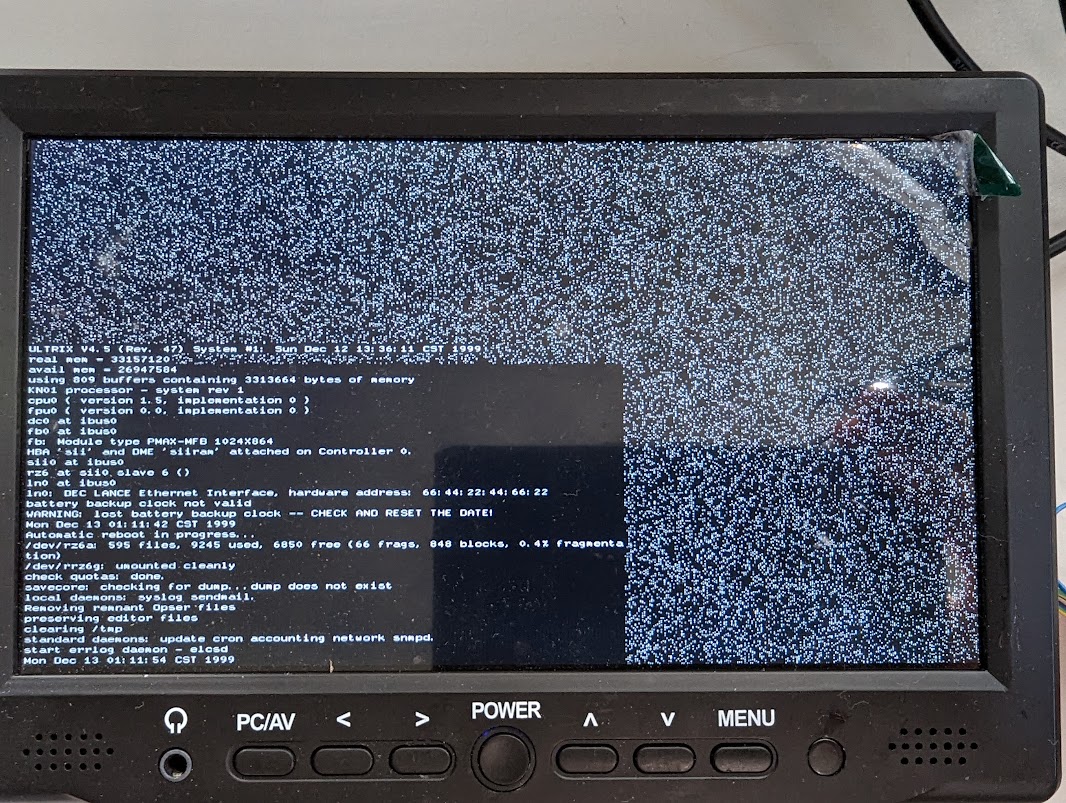 ULTRIX V4.5 (Rev. 47) System #1: Sun Dec 12 13:36:11 CST 1999
real mem = 33157120
avail mem = 26947584
using 809 buffers containing 3313664 bytes of memory
KN01 processor - system rev 1
cpu0 ( version 1.5, implementation 0 )
fpu0 ( version 0.0, implementation 0 )
dc0 at ibus0
fb0 at ibus0
fb: Module type PMAX-MFB 1024X864
HBA 'sii' and DME 'siiram' attached on Controller 0.
sii0 at ibus0
rz6 at sii0 slave 6 ()
ln0 at ibus0
ln0: DEC LANCE Ethernet Interface, hardware address: 66:44:22:44:66:22
battery backup clock not valid
WARNING: lost battery backup clock -- CHECK AND RESET THE DATE!
Mon Dec 13 01:11:42 CST 1999
Automatic reboot in progress...
/dev/rz6a: 595 files, 9245 used, 6850 free (66 frags, 848 blocks, 0.4% fragmenta
tion)
/dev/rrz6g: umounted cleanly
check quotas: done.
savecore: checking for dump...dump does not exist
local daemons: syslog sendmail.
Removing remnant Opser files
preserving editor files
clearing /tmp
standard daemons: update cron accounting network snmpd.
start errlog daemon - elcsd
Mon Dec 13 01:11:54 CST 1999
PC/AV < > POWER ʌ v MENU